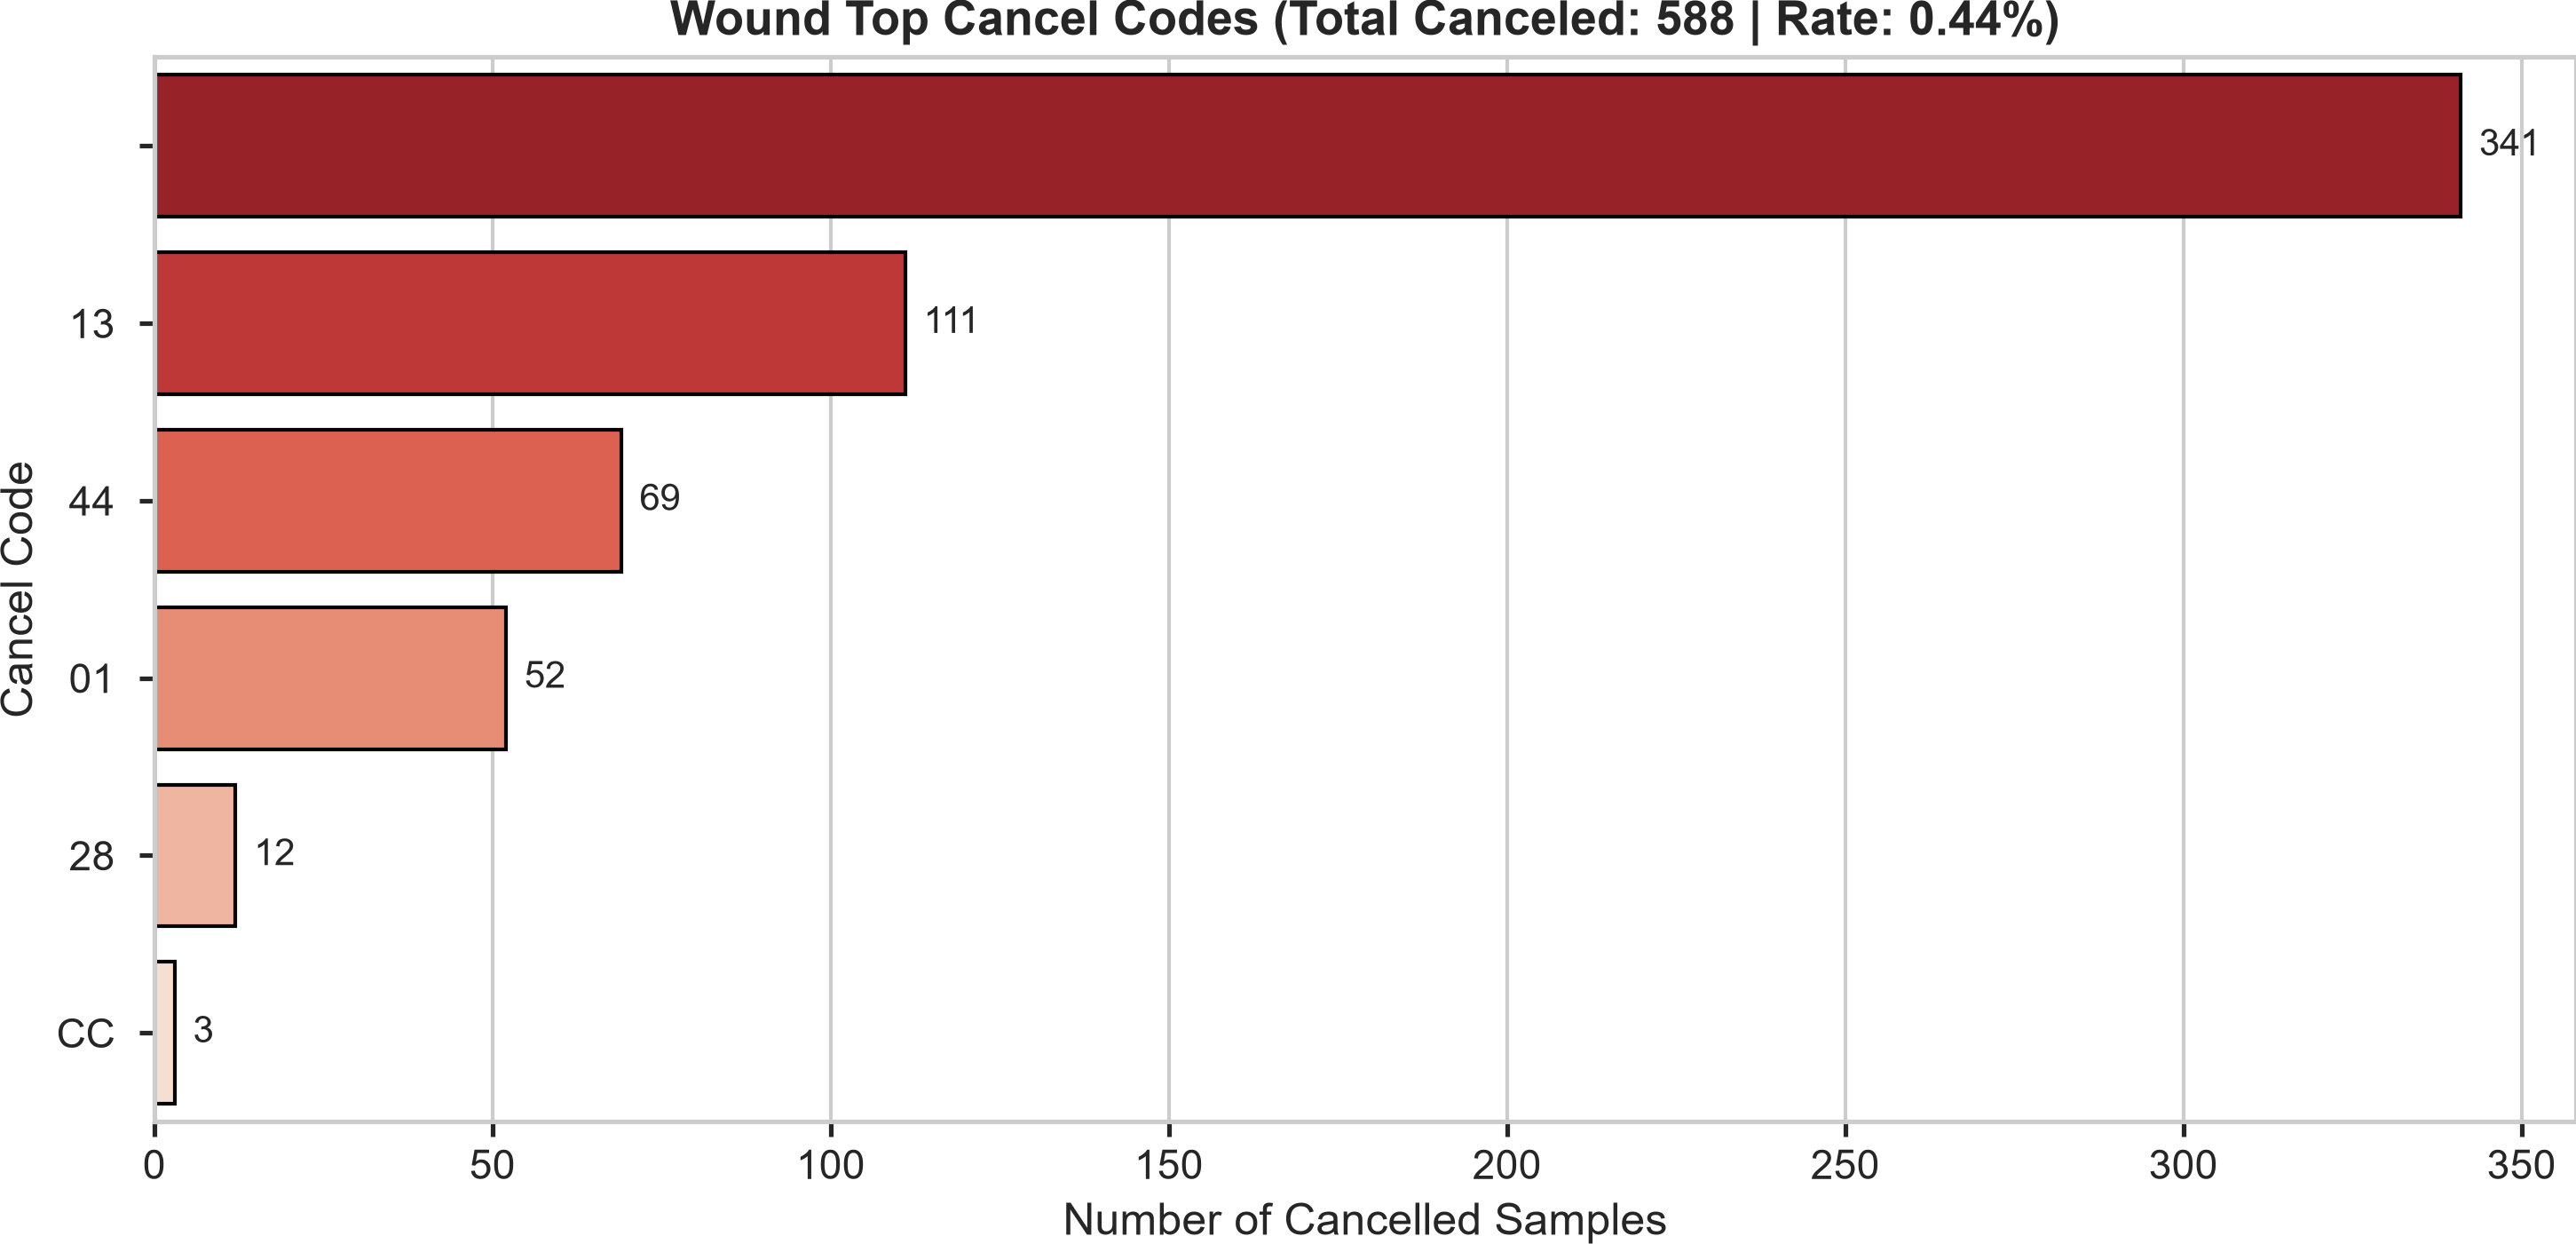 Wound Top Cancel Codes (Total Canceled: 588 | Rate: 0.44%)
341
13
111
44
69
Cancel Code
01
52
28
12
CC
3
0 50 100 150 200 250 300 350
Number of Cancelled Samples